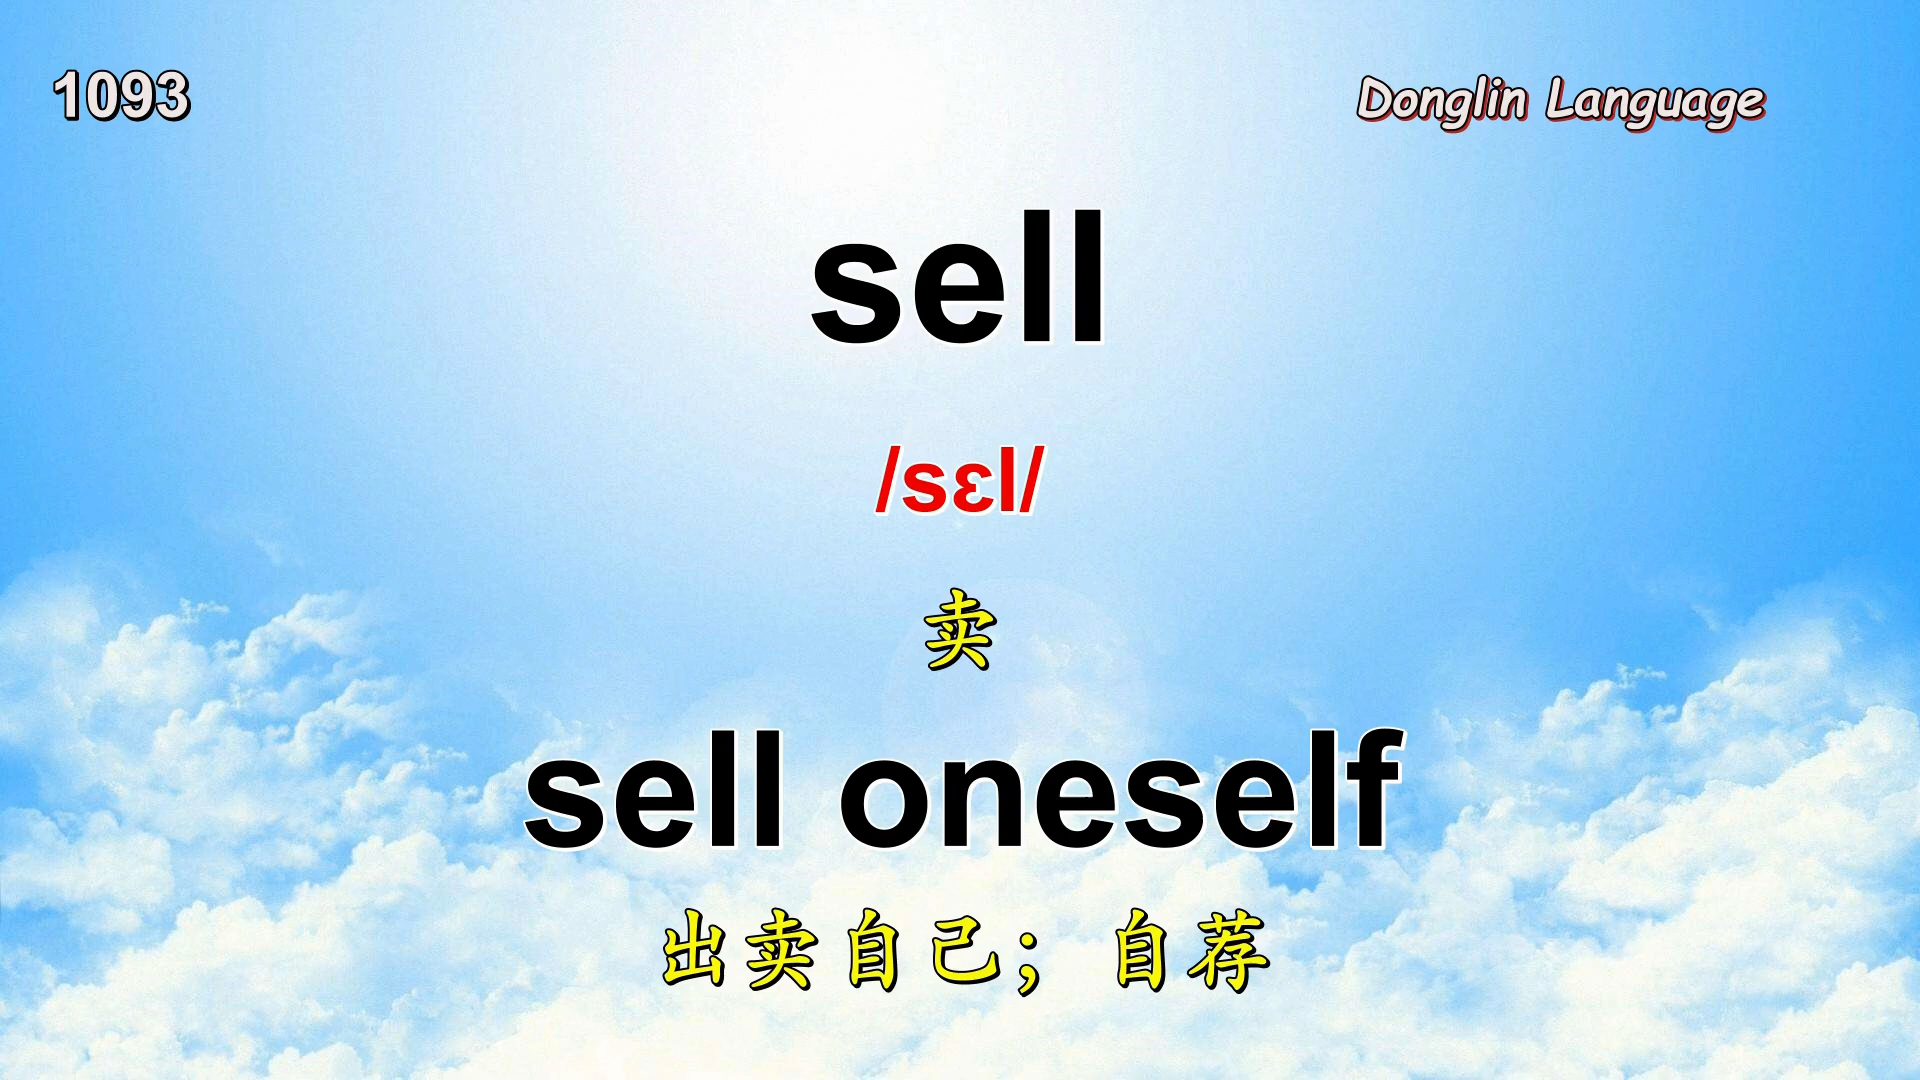 1093
Donglin Language
sell
/sɛl/
卖
sell oneself
出卖自己；自荐